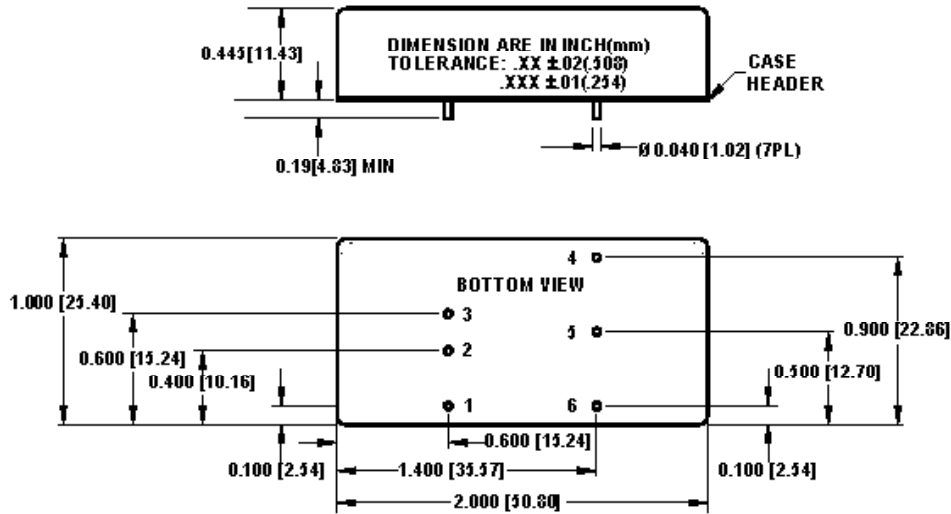 0.445[11.43]
DIMENSION ARE IN INCH(mm)
TOLERANCE: .XX ±.02(.508)
.XXX ±.01(.254)
CASE
HEADER
0.19[4.83] MIN
Ø 0.040 [1.02] (7PL)
4
BOTTOM VIEW
1.000 [25.40]
3
0.600 [15.24]
5
0.900 [22.86]
2
0.400 [10.16]
0.500 [12.70]
1
6
0.600 [15.24]
0.100 [2.54]
1.400 [35.57]
0.100 [2.54]
2.000 [50.80]